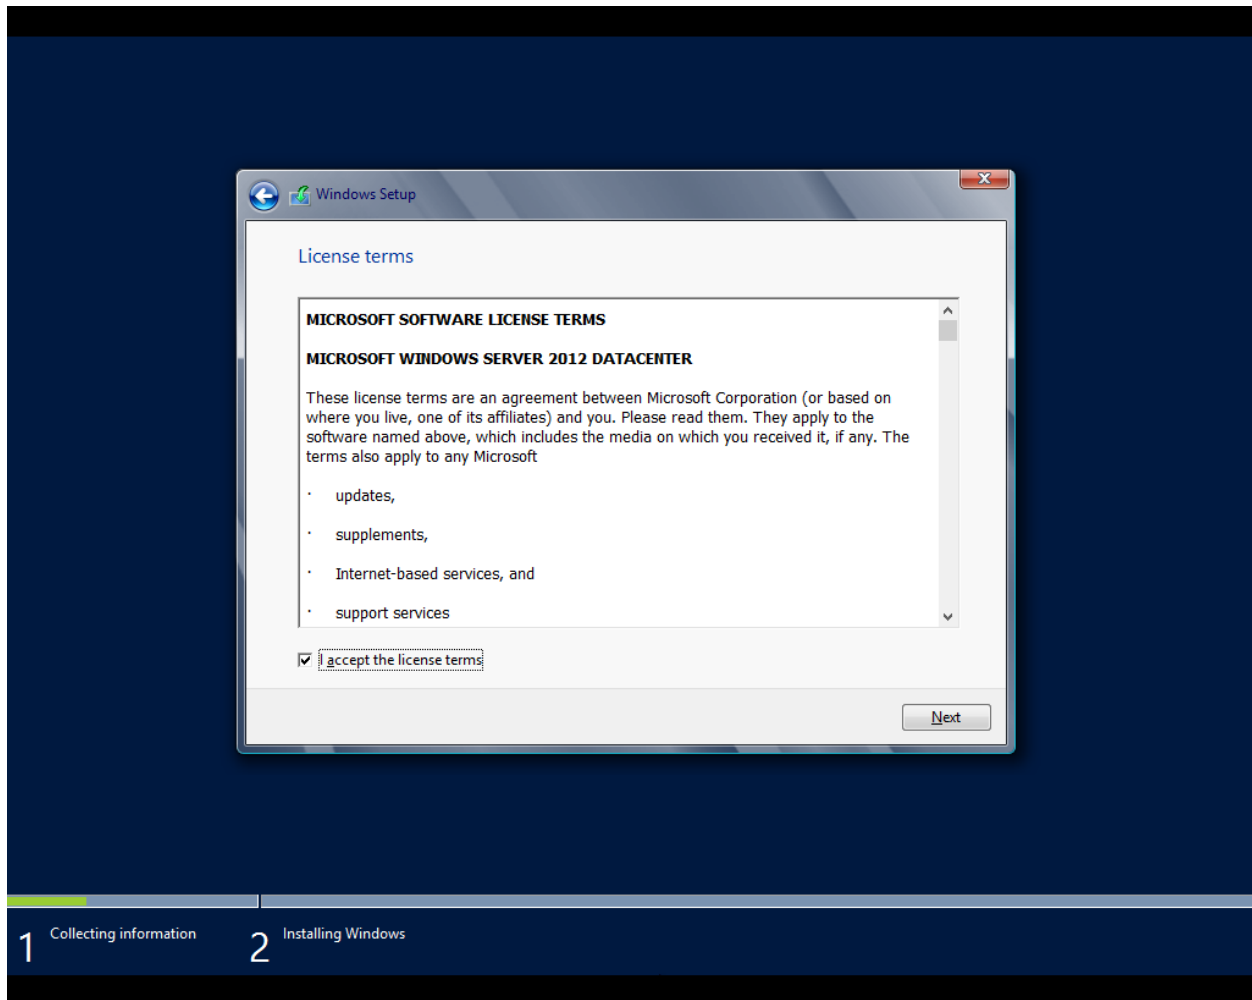 Windows Setup
License terms
MICROSOFT SOFTWARE LICENSE TERMS
MICROSOFT WINDOWS SERVER 2012 DATACENTER
These license terms are an agreement between Microsoft Corporation (or based on
where you live, one of its affiliates) and you. Please read them. They apply to the
software named above, which includes the media on which you received it, if any. The
terms also apply to any Microsoft
· updates,
· supplements,
· Internet-based services, and
· support services
I accept the license terms
Next
1 Collecting information
2 Installing Windows